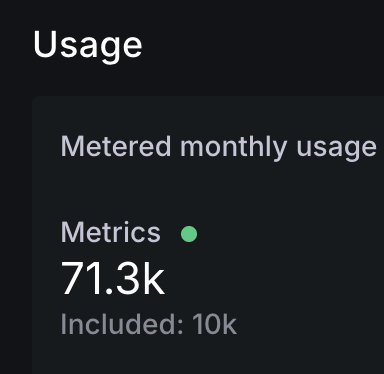 Usage
Metered monthly usage
Metrics
71.3k
Included: 10k